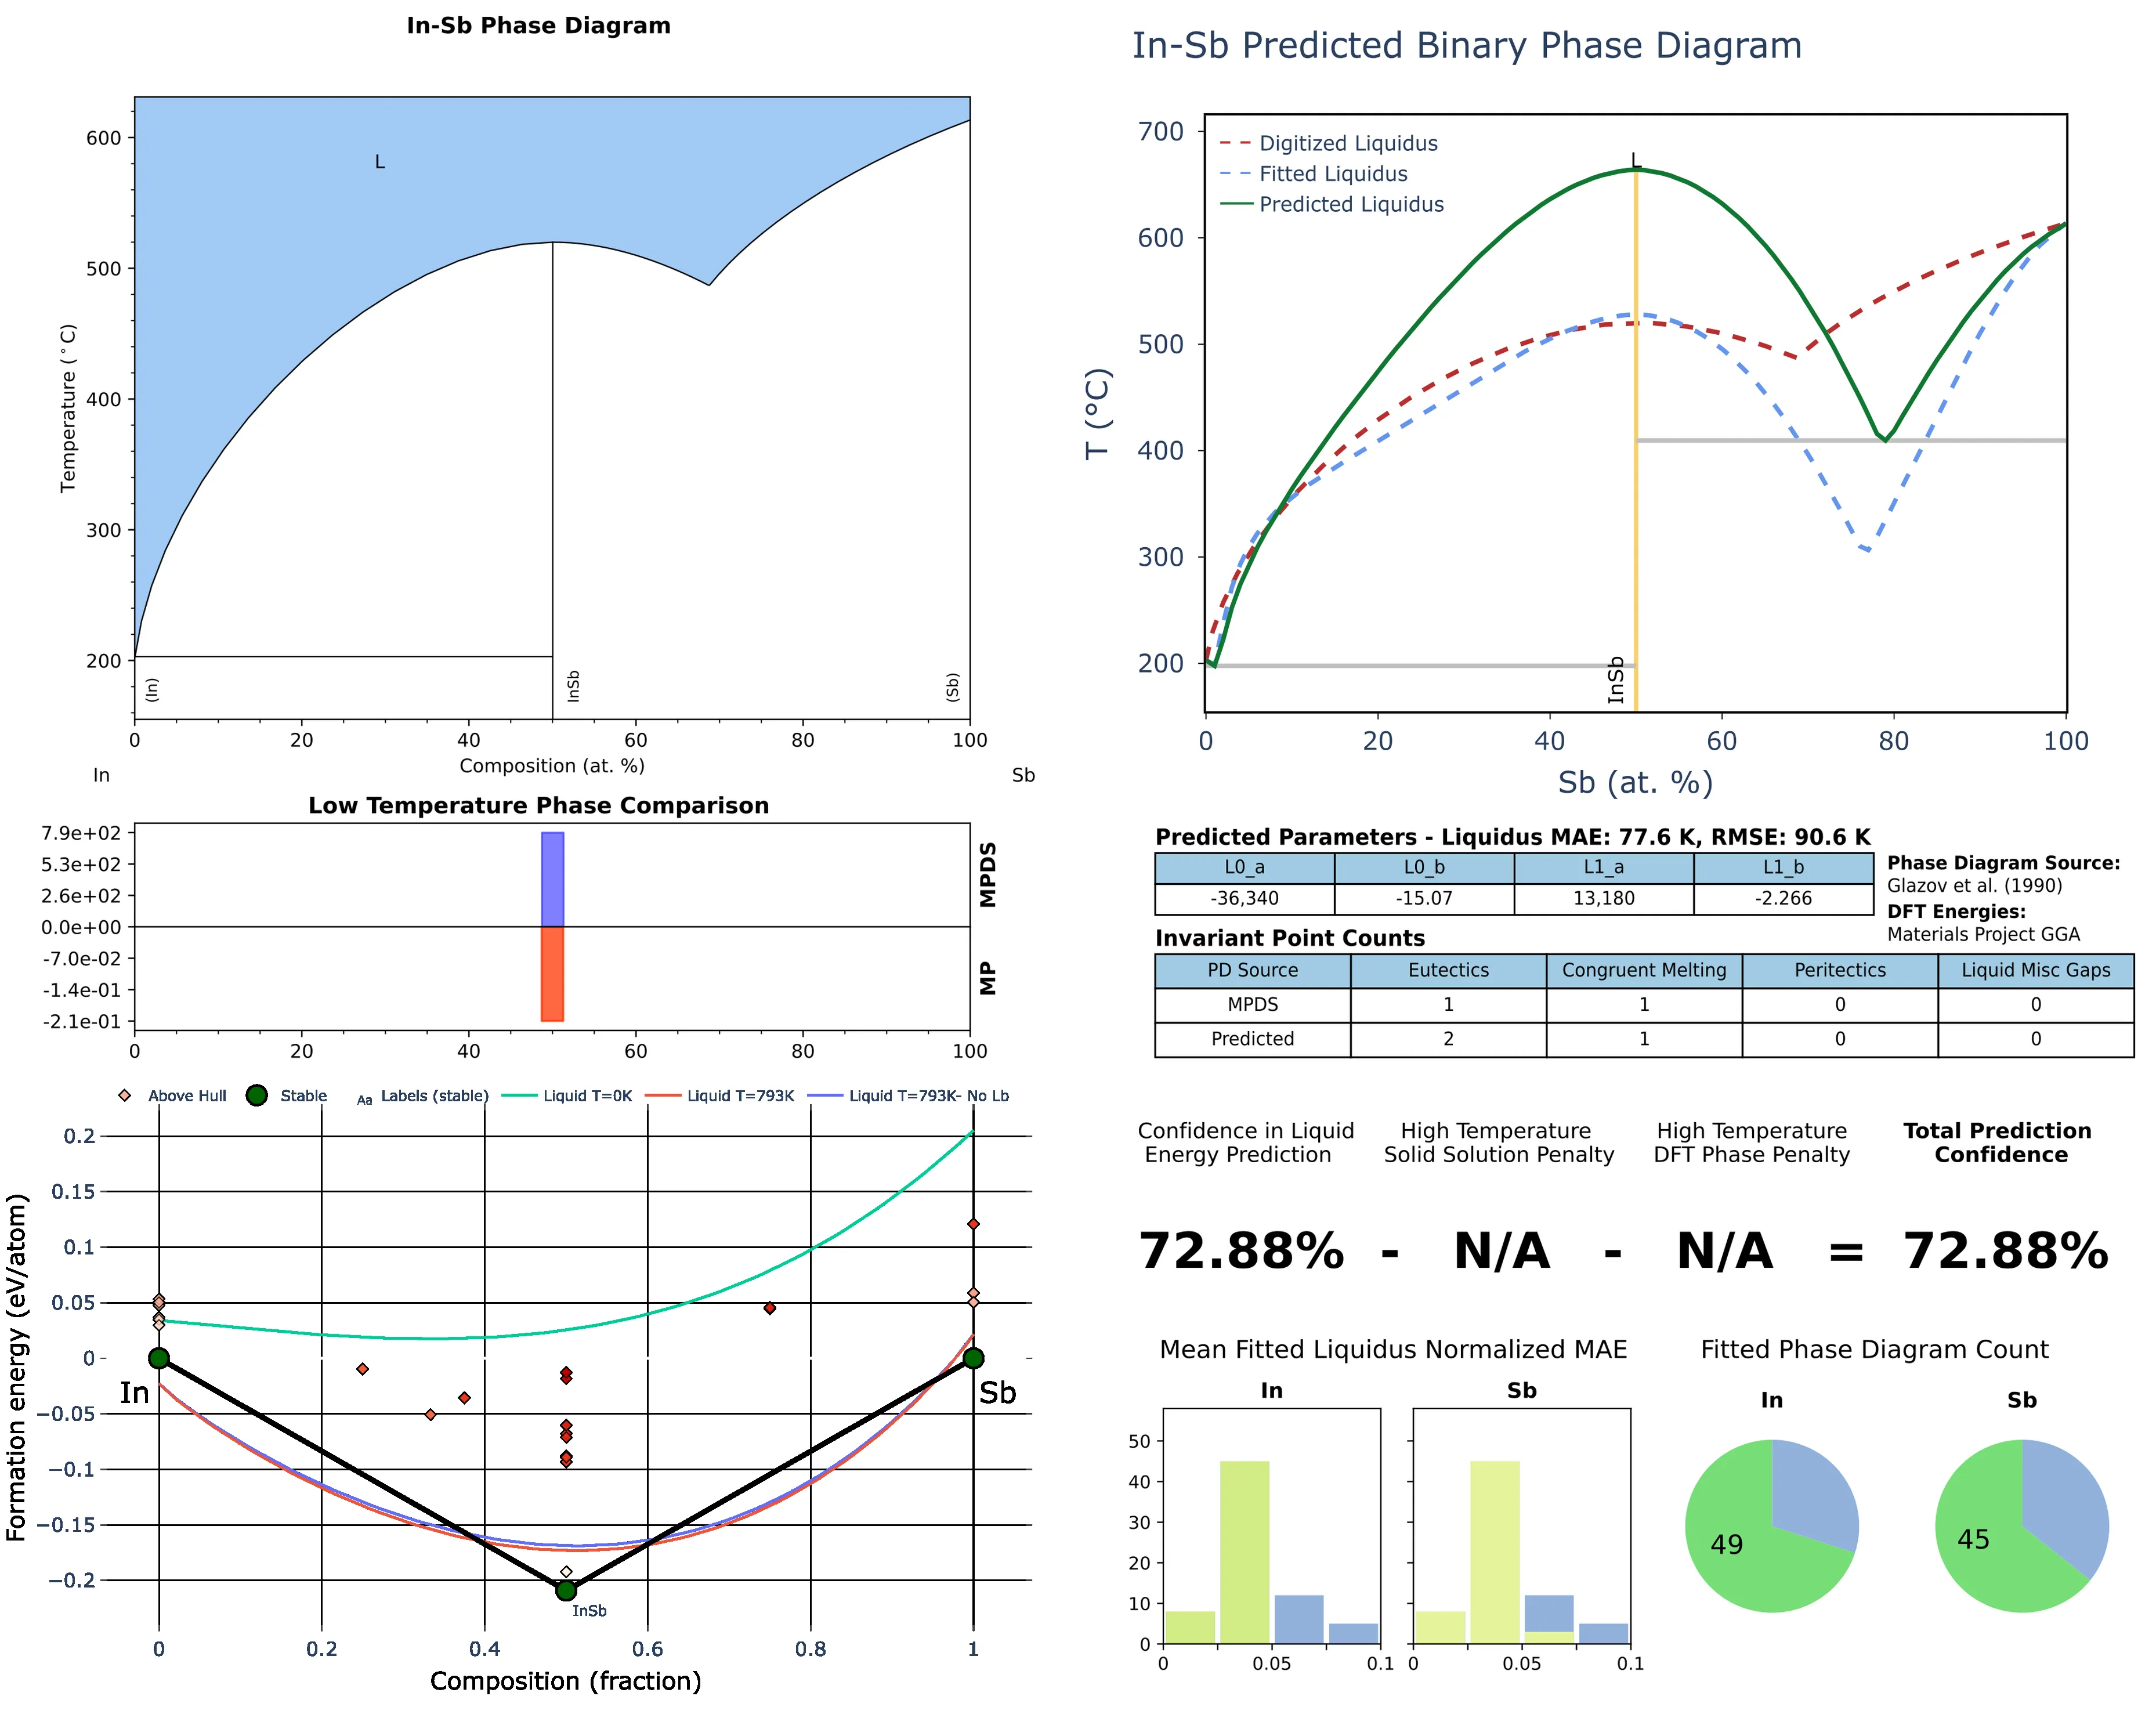 In-Sb Phase Diagram
600
500
400
300
200
Temperature (°C)
L
(In)
InSb
(Sb)
0 20 40 60 80 100
Composition (at. %)
In Sb
In-Sb Predicted Binary Phase Diagram
700
600
500
400
300
200
T (°C)
Digitized Liquidus
Fitted Liquidus
Predicted Liquidus
L
InSb
0 20 40 60 80 100
Sb (at. %)
Low Temperature Phase Comparison
7.9e+02
5.3e+02
2.6e+02
0.0e+00
-7.0e-02
-1.4e-01
-2.1e-01
MPDS
MP
0 20 40 60 80 100
Predicted Parameters - Liquidus MAE: 77.6 K, RMSE: 90.6 K
L0_a L0_b L1_a L1_b
-36,340 -15.07 13,180 -2.266
Phase Diagram Source:
Glazov et al. (1990)
DFT Energies:
Materials Project GGA
Invariant Point Counts
PD Source Eutectics Congruent Melting Peritectics Liquid Misc Gaps
MPDS 1 1 0 0
Predicted 2 1 0 0
Above Hull Stable Aa Labels (stable) Liquid T=0K Liquid T=793K Liquid T=793K- No Lb
0.2
0.15
0.1
0.05
0
−0.05
−0.1
−0.15
−0.2
Formation energy (eV/atom)
In
Sb
InSb
0 0.2 0.4 0.6 0.8 1
Composition (fraction)
Confidence in Liquid
Energy Prediction
High Temperature
Solid Solution Penalty
High Temperature
DFT Phase Penalty
Total Prediction
Confidence
72.88% - N/A - N/A = 72.88%
Mean Fitted Liquidus Normalized MAE
In
Sb
50
40
30
20
10
0
0 0.05 0.1
0 0.05 0.1
Fitted Phase Diagram Count
In
Sb
49
45